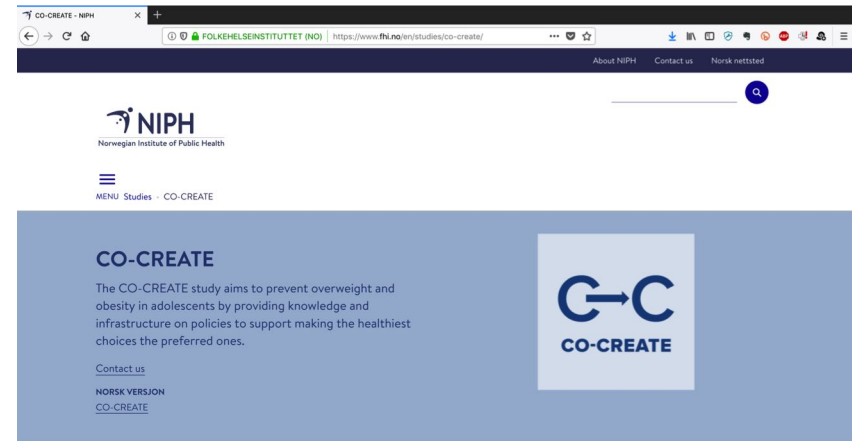 CO-CREATE - NIPH
FOLKEHELSEINSTITUTTET (NO) https://www.fhi.no/en/studies/co-create/
About NIPH Contact us Norsk nettsted
NIPH
Norwegian Institute of Public Health
MENU Studies CO-CREATE
CO-CREATE
The CO-CREATE study aims to prevent overweight and
obesity in adolescents by providing knowledge and
infrastructure on policies to support making the healthiest
choices the preferred ones.
Contact us
NORSK VERSJON
CO-CREATE
C C
CO-CREATE